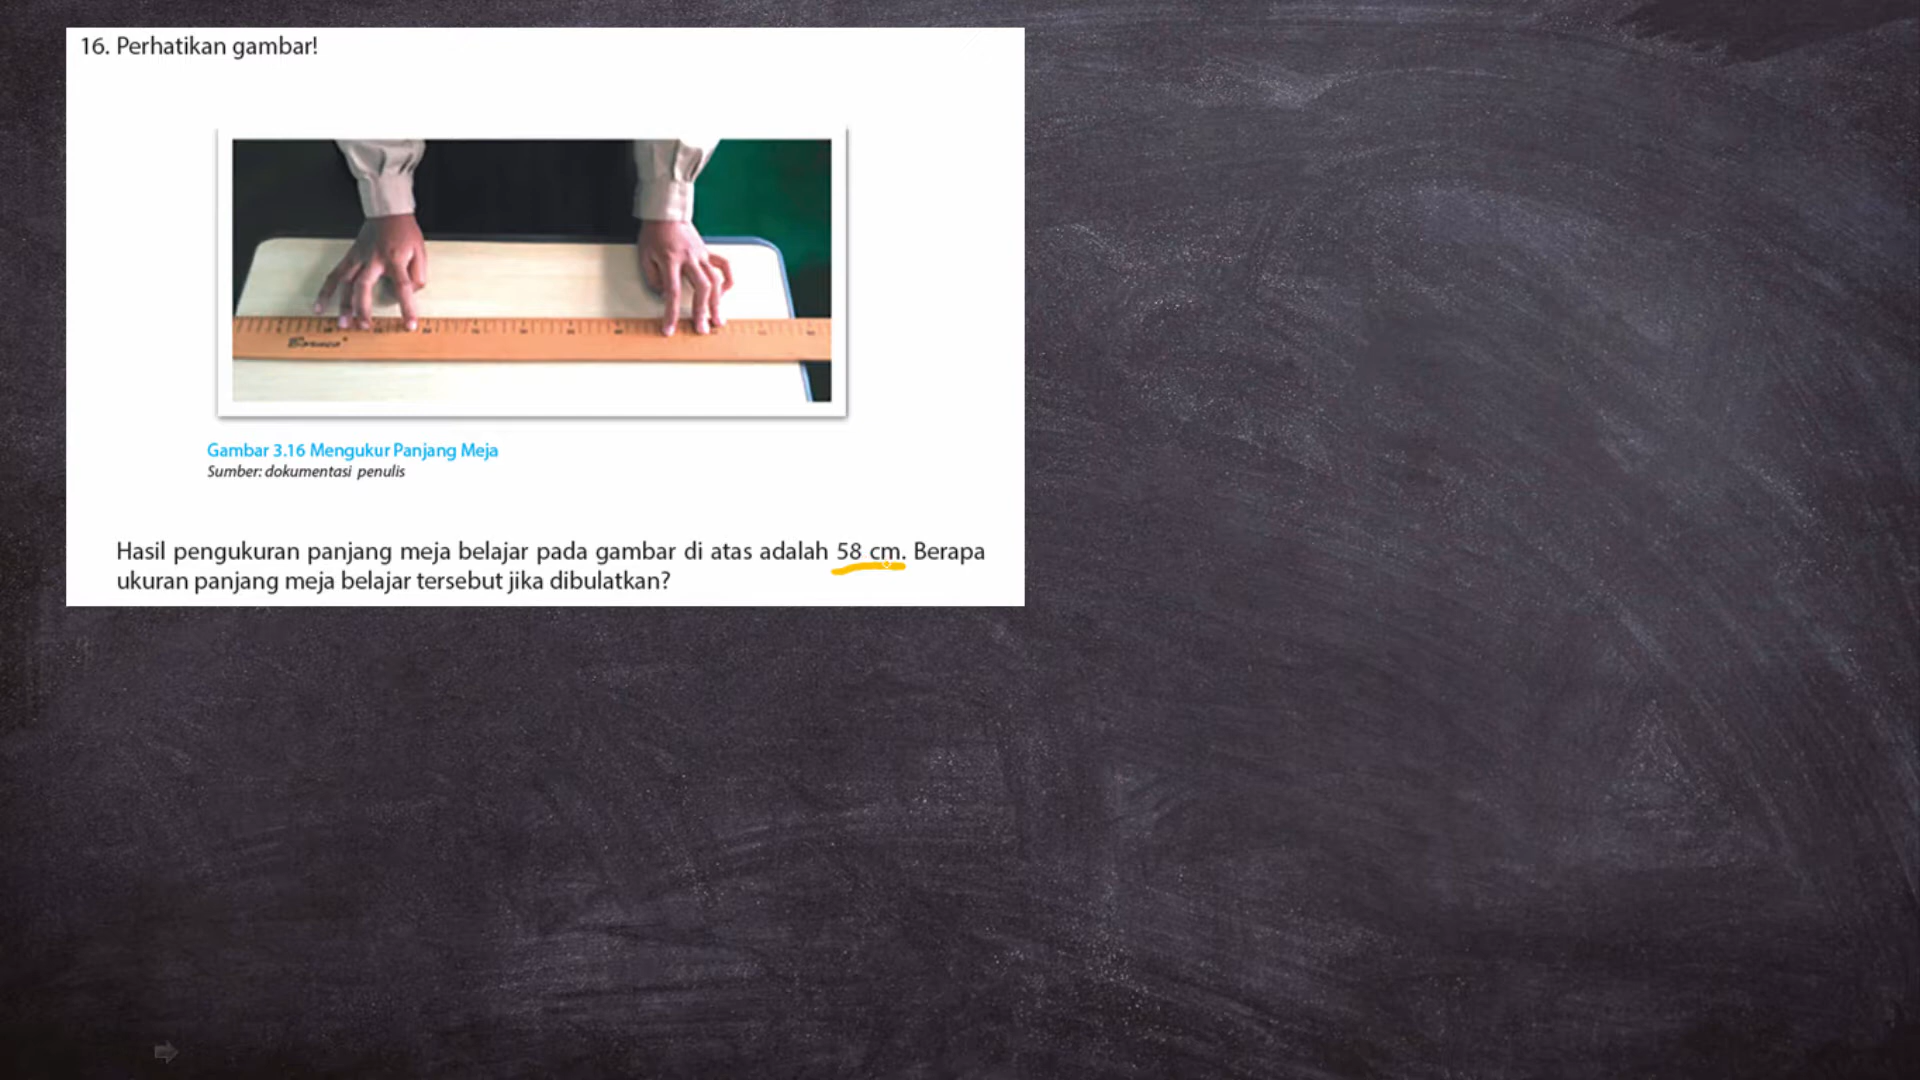 16. Perhatikan gambar!
Gambar 3.16 Mengukur Panjang Meja
Sumber: dokumentasi penulis
Hasil pengukuran panjang meja belajar pada gambar di atas adalah 58 cm. Berapa
ukuran panjang meja belajar tersebut jika dibulatkan?